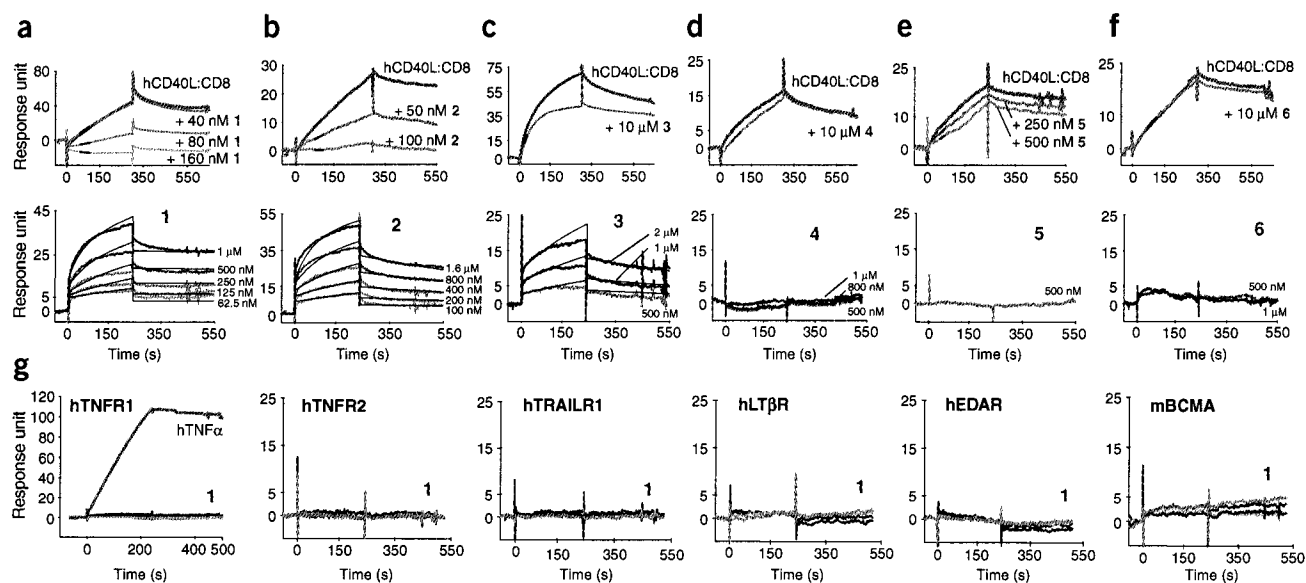 a
Response unit
80
40
0
hCD40L:CD8
+ 40 nM 1
+ 80 nM 1
+ 160 nM 1
0 150 350 550
b
30
20
10
0
hCD40L:CD8
+ 50 nM 2
+ 100 nM 2
0 150 350 550
c
75
50
25
0
hCD40L:CD8
+ 10 µM 3
0 150 350 550
d
25
15
5
0
hCD40L:CD8
+ 10 µM 4
0 150 350 550
e
25
15
5
0
hCD40L:CD8
+ 250 nM 5
+ 500 nM 5
0 150 350 550
f
25
15
5
0
hCD40L:CD8
+ 10 µM 6
0 150 350 550
Response unit
45
25
5
0
1
1 µM
500 nM
250 nM
125 nM
62.5 nM
0 150 350 550
Time (s)
55
35
15
0
2
1.6 µM
800 nM
400 nM
200 nM
100 nM
0 150 350 550
Time (s)
25
15
5
0
3
2 µM
1 µM
500 nM
0 150 350 550
Time (s)
25
15
5
0
4
1 µM
800 nM
500 nM
0 150 350 550
Time (s)
25
15
5
0
5
500 nM
0 150 350 550
Time (s)
25
15
5
0
6
500 nM
1 µM
0 150 350 550
Time (s)
g
Response unit
120
100
80
60
40
20
0
hTNFR1
hTNFα
1
0 200 400 500
Time (s)
25
15
5
0
hTNFR2
1
0 150 350 550
Time (s)
25
15
5
0
hTRAILR1
1
0 150 350 550
Time (s)
25
15
5
0
hLTβR
1
0 150 350 550
Time (s)
25
15
5
0
hEDAR
1
0 150 350 550
Time (s)
25
15
5
0
mBCMA
1
0 150 350 550
Time (s)